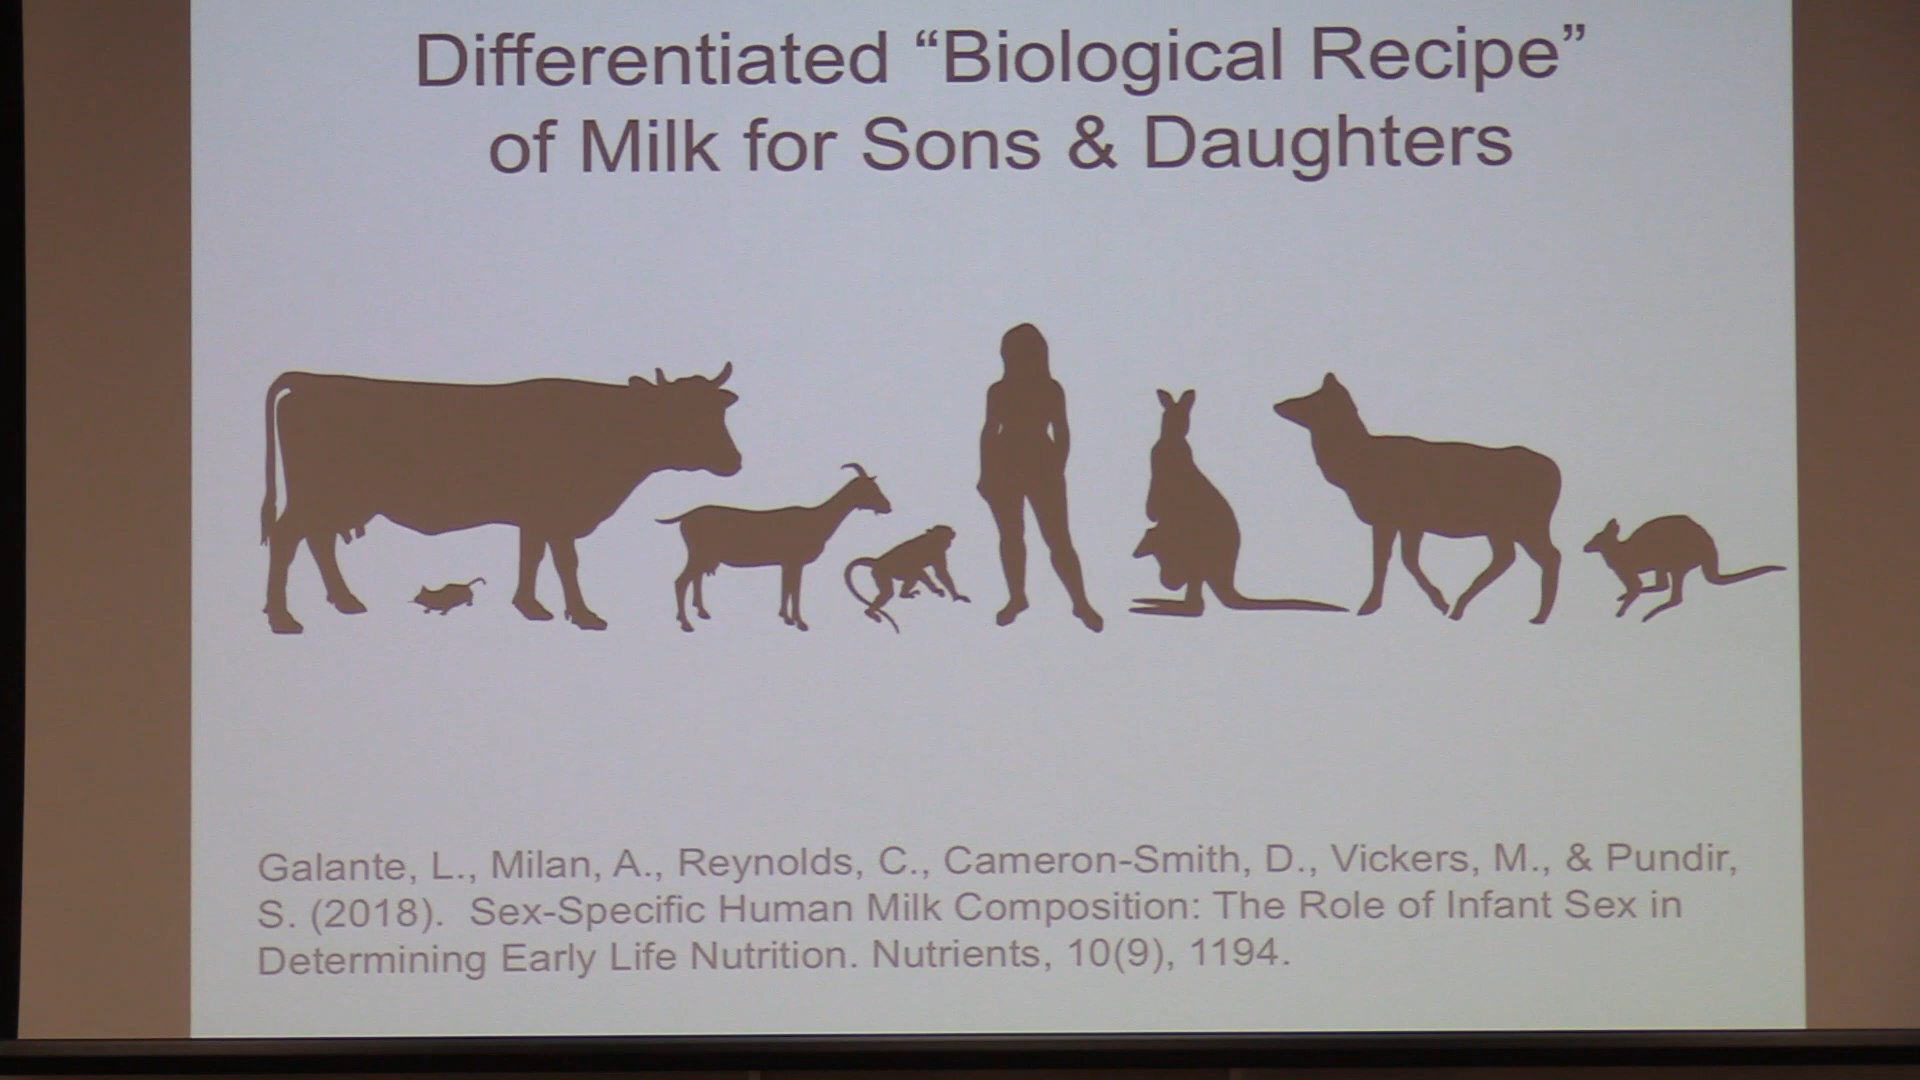 Differentiated “Biological Recipe”
of Milk for Sons & Daughters
Galante, L., Milan, A., Reynolds, C., Cameron-Smith, D., Vickers, M., & Pundir,
S. (2018). Sex-Specific Human Milk Composition: The Role of Infant Sex in
Determining Early Life Nutrition. Nutrients, 10(9), 1194.